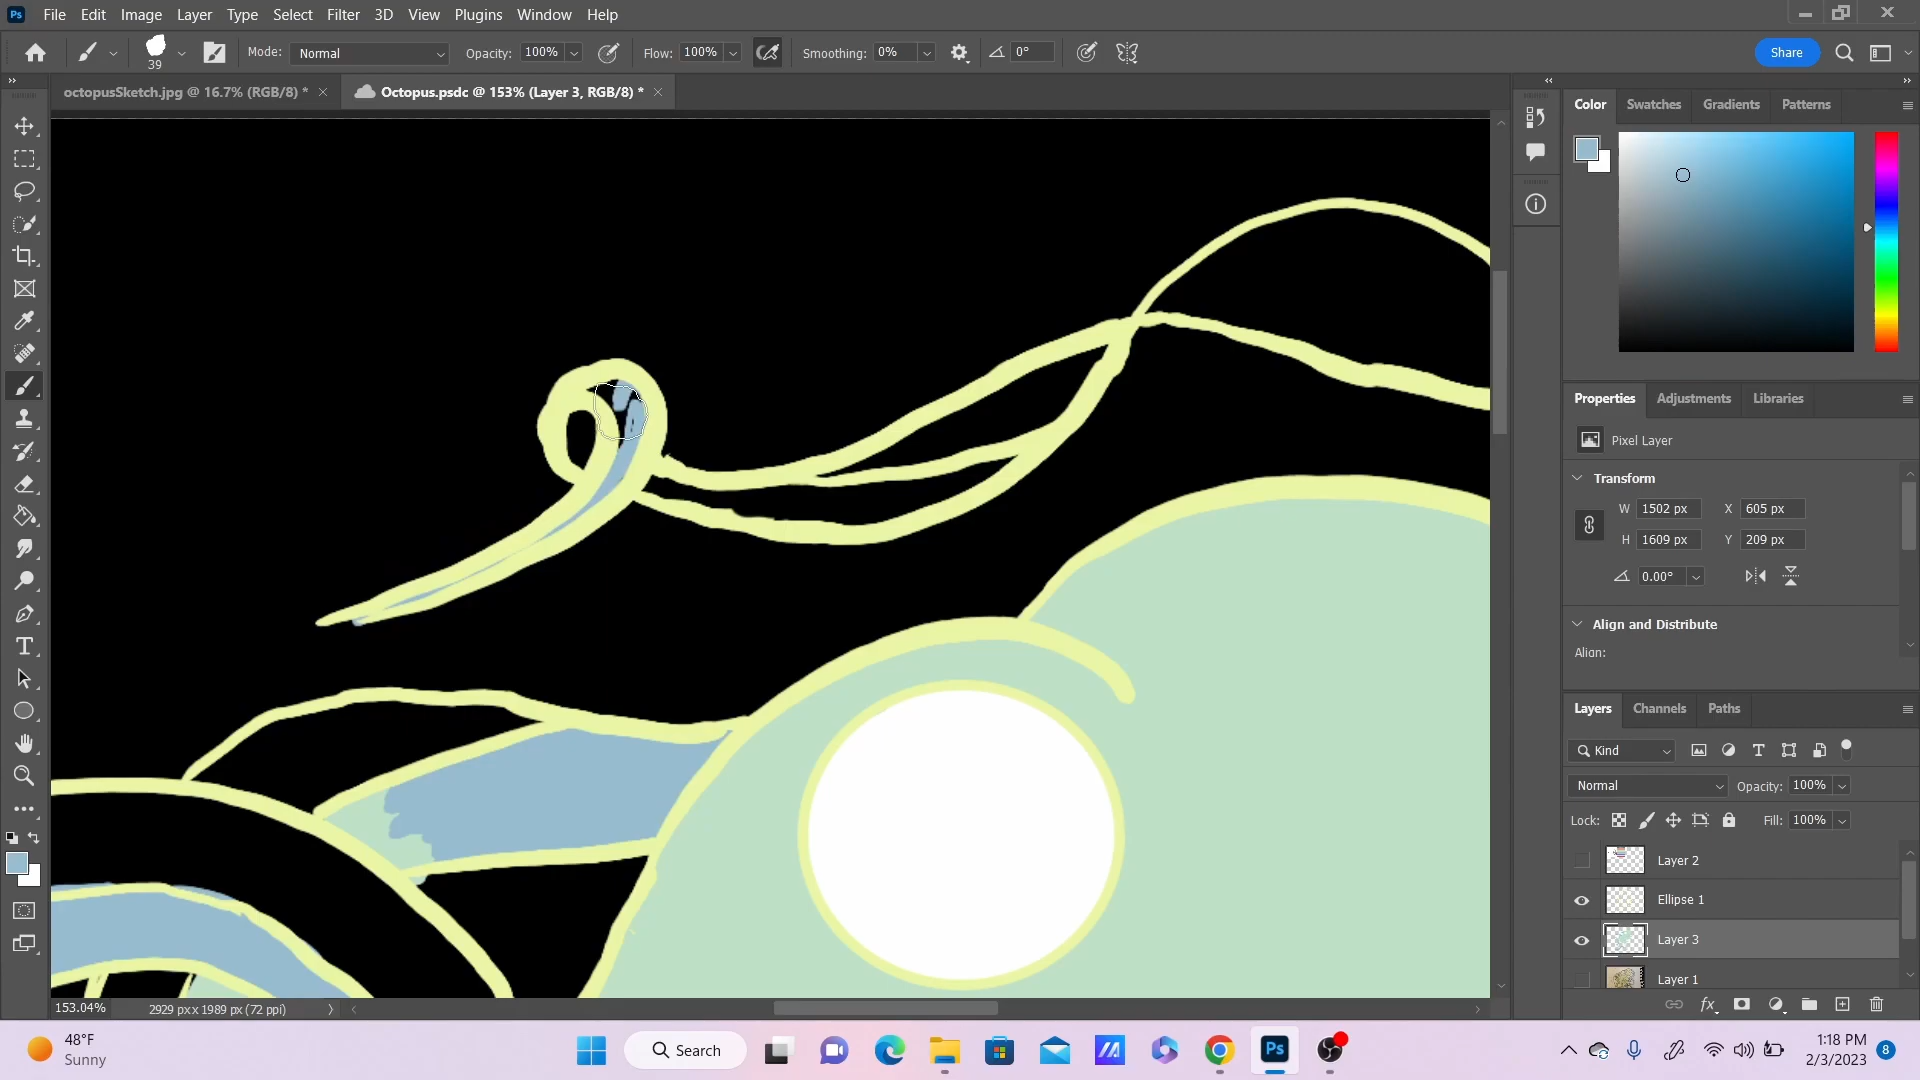 Ps File Edit Image Layer Type Select Filter 3D View Plugins Window Help
39 Mode: Normal Opacity: 100% Flow: 100% Smoothing: 0% 0° Share
octopusSketch.jpg @ 16.7% (RGB/8) * Octopus.psdc @ 153% (Layer 3, RGB/8) *
Color Swatches Gradients Patterns
Properties Adjustments Libraries
Pixel Layer
Transform
W 1502 px X 605 px
H 1609 px Y 209 px
0.00°
Align and Distribute
Align:
Layers Channels Paths
Kind
Normal Opacity: 100%
Lock: Fill: 100%
Layer 2
Ellipse 1
Layer 3
Layer 1
fx
153.04% 2929 px x 1989 px (72 ppi)
48°F
Sunny
Search
Ps
1:18 PM
2/3/2023
8